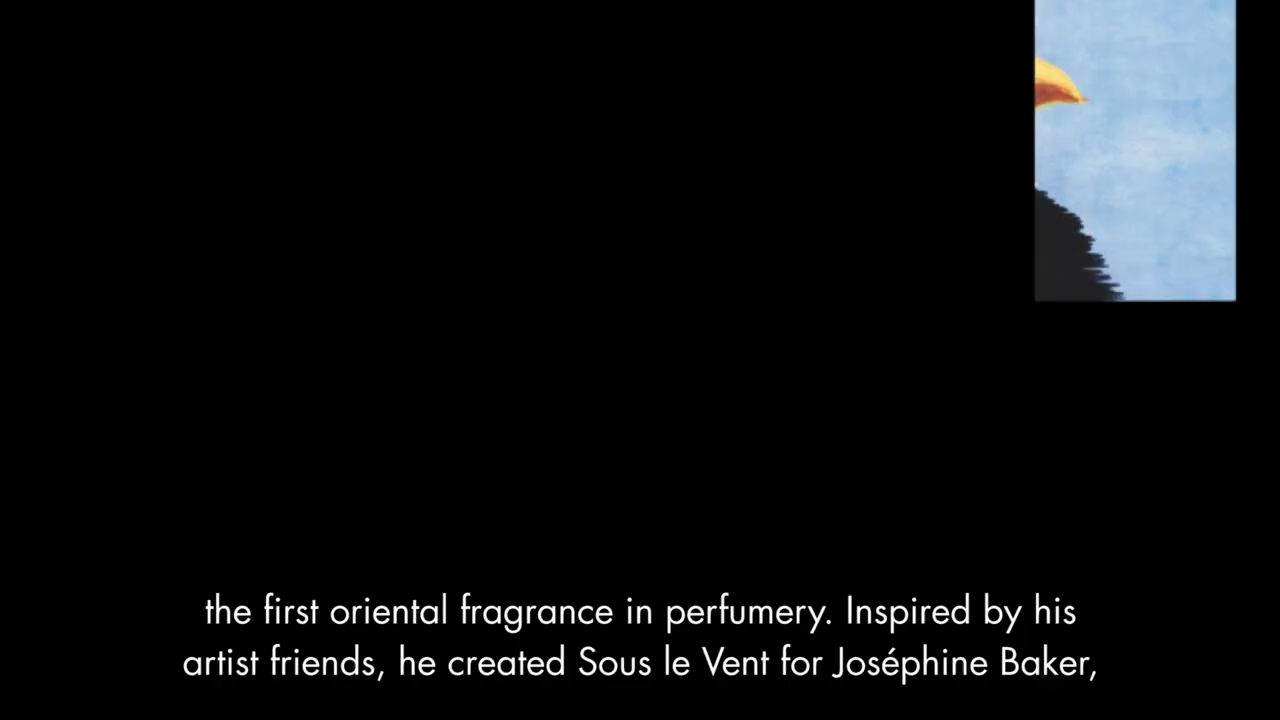 the first oriental fragrance in perfumery. Inspired by his
artist friends, he created Sous le Vent for Joséphine Baker,